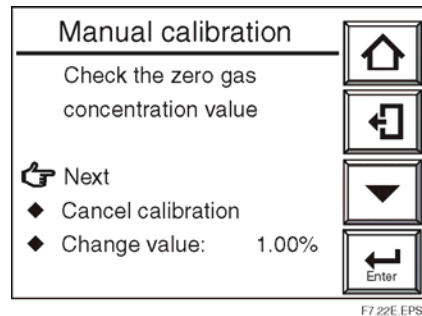 Manual calibration
Check the zero gas
concentration value
Next
Cancel calibration
Change value: 1.00%
Enter
F7.22E.EPS